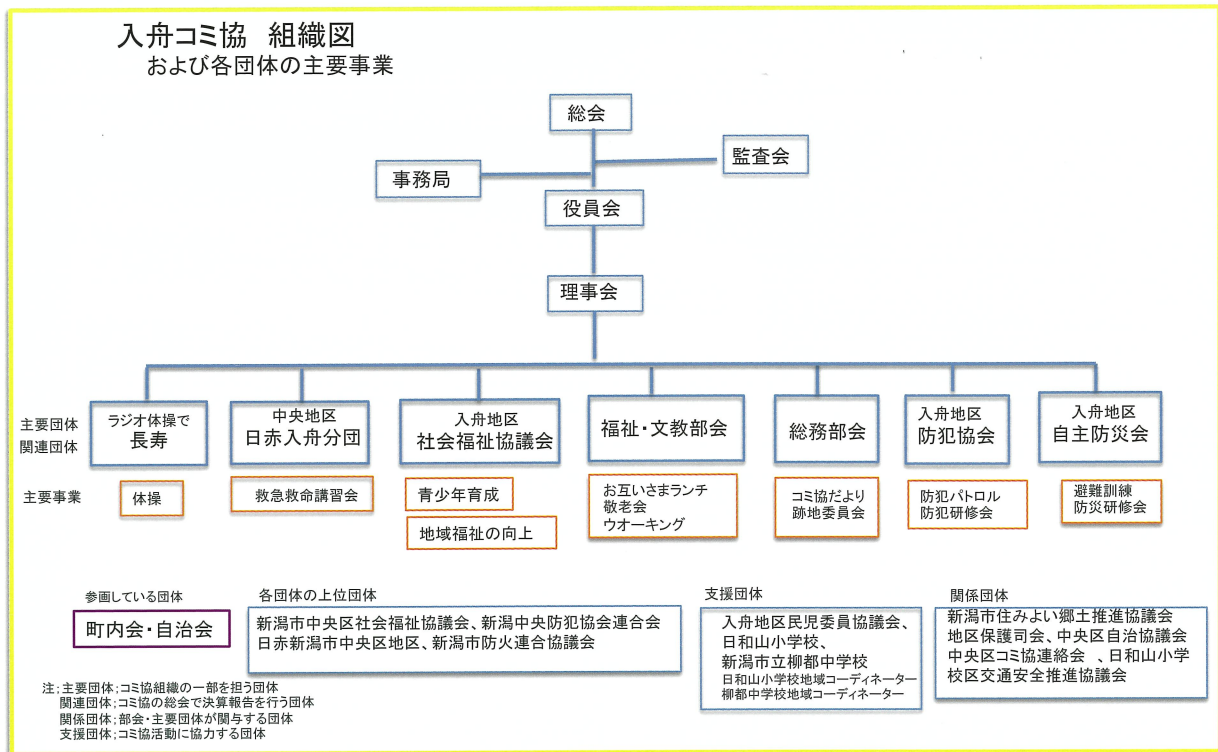 入舟コミ協 組織図
および各団体の主要事業
総会
監査会
事務局
役員会
理事会
主要団体
関連団体
ラジオ体操で
長寿
中央地区
日赤入舟分団
入舟地区
社会福祉協議会
福祉・文教部会
総務部会
入舟地区
防犯協会
入舟地区
自主防災会
主要事業
体操
救急救命講習会
青少年育成
地域福祉の向上
お互いさまランチ
敬老会
ウオーキング
コミ協だより
跡地委員会
防犯パトロル
防犯研修会
避難訓練
防災研修会
参画している団体
町内会・自治会
各団体の上位団体
新潟市中央区社会福祉協議会、新潟中央防犯協会連合会
日赤新潟市中央区地区、新潟市防火連合協議会
支援団体
入舟地区民児委員協議会、
日和山小学校、
新潟市立柳都中学校
日和山小学校地域コーディネーター
柳都中学校地域コーディネーター
関係団体
新潟市住みよい郷土推進協議会
地区保護司会、中央区自治協議会
中央区コミ協連絡会 、日和山小学
校区交通安全推進協議会
注;主要団体;コミ協組織の一部を担う団体
関連団体;コミ協の総会で決算報告を行う団体
関係団体;部会・主要団体が関与する団体
支援団体;コミ協活動に協力する団体